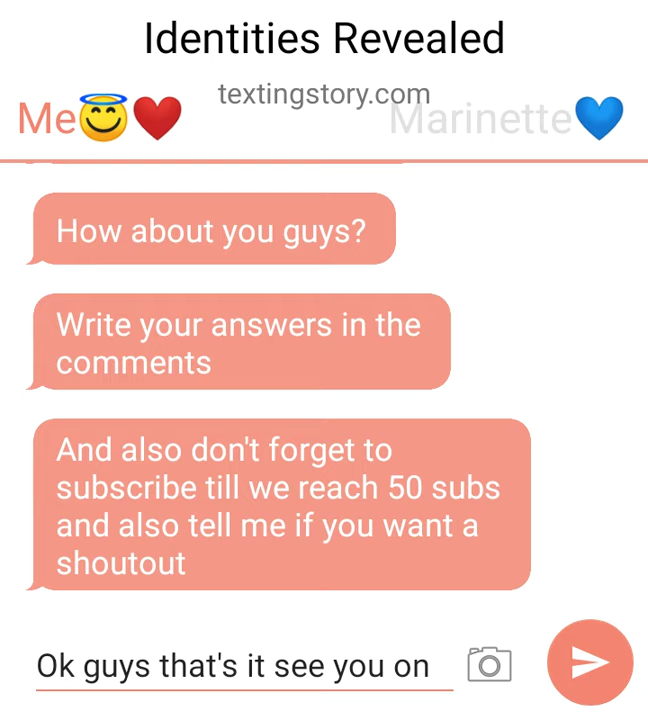 Identities Revealed
textingstory.com
Me😇❤️ Marinette💙
How about you guys?
Write your answers in the
comments
And also don't forget to
subscribe till we reach 50 subs
and also tell me if you want a
shoutout
Ok guys that's it see you on